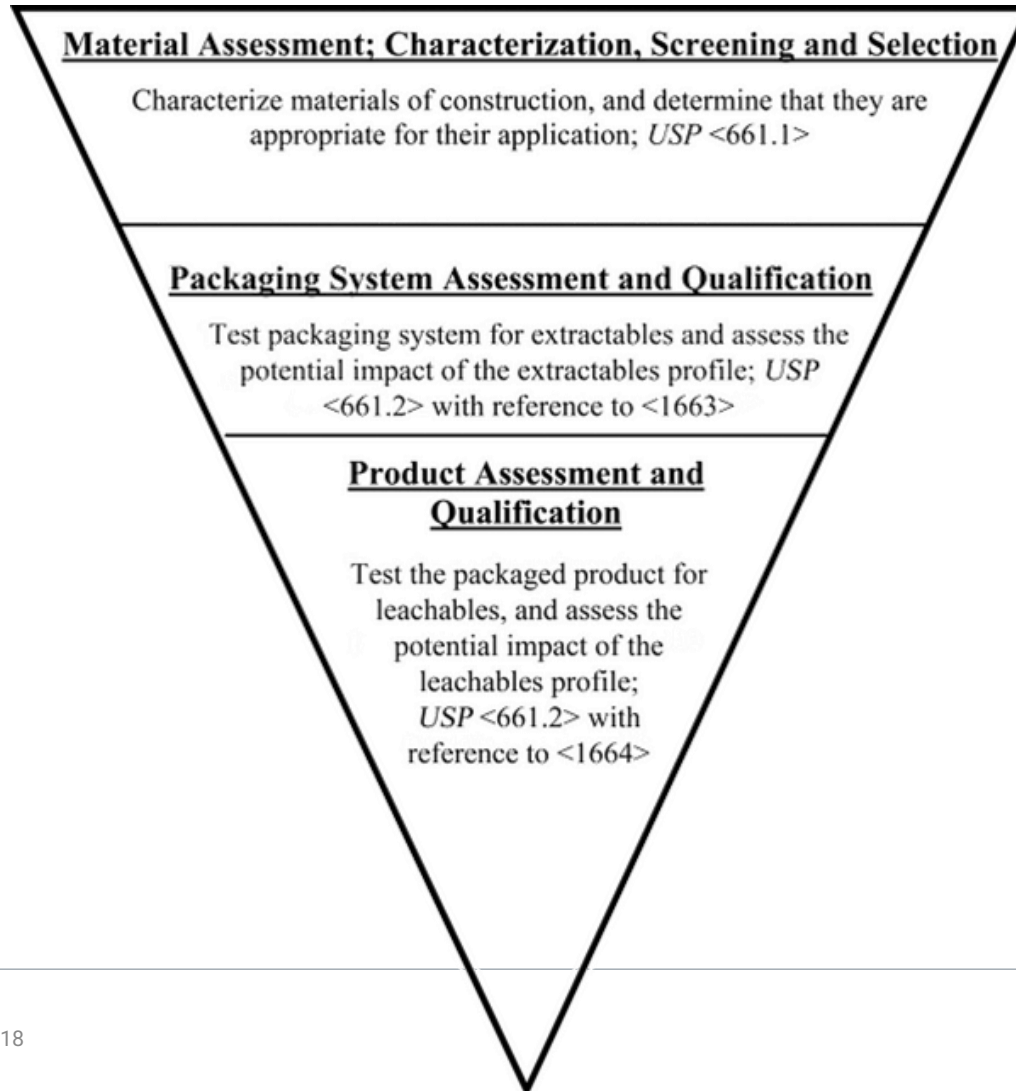 Material Assessment; Characterization, Screening and Selection
Characterize materials of construction, and determine that they are
appropriate for their application; USP <661.1>
Packaging System Assessment and Qualification
Test packaging system for extractables and assess the
potential impact of the extractables profile; USP
<661.2> with reference to <1663>
Product Assessment and
Qualification
Test the packaged product for
leachables, and assess the
potential impact of the
leachables profile;
USP <661.2> with
reference to <1664>
18